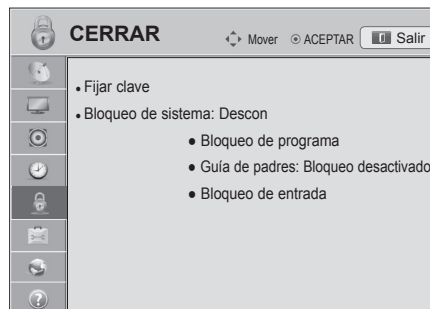 CERRAR
Mover ACEPTAR Salir
• Fijar clave
• Bloqueo de sistema: Descon
● Bloqueo de programa
● Guía de padres: Bloqueo desactivado
● Bloqueo de entrada
?